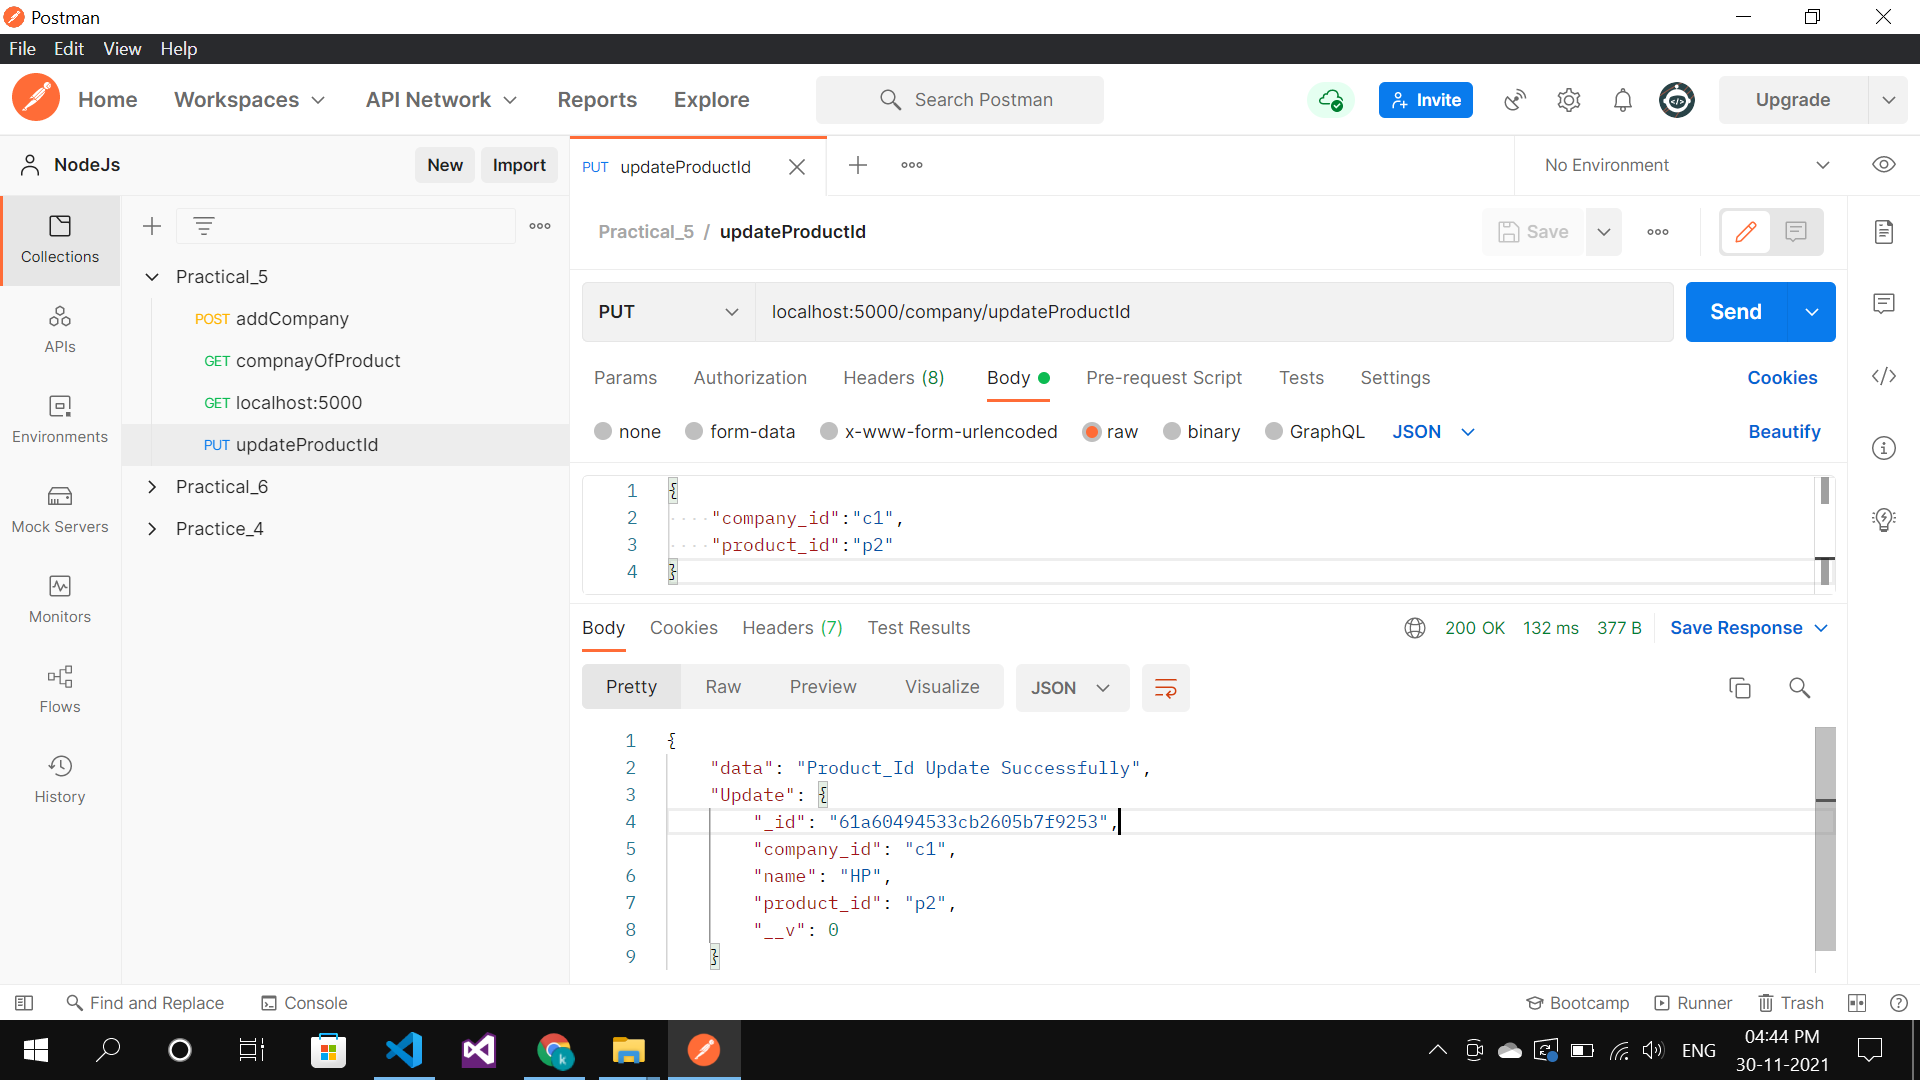 Postman
File Edit View Help
Home Workspaces API Network Reports Explore Search Postman Invite Upgrade
NodeJs New Import PUT updateProductId No Environment
Practical_5 / updateProductId Save
Collections
APIs
Environments
Mock Servers
Monitors
Flows
History
Practical_5
POST addCompany
GET compnayOfProduct
GET localhost:5000
PUT updateProductId
Practical_6
Practice_4
PUT localhost:5000/company/updateProductId Send
Params Authorization Headers (8) Body Pre-request Script Tests Settings Cookies
none form-data x-www-form-urlencoded raw binary GraphQL JSON Beautify
1 {
2 "company_id":"c1",
3 "product_id":"p2"
4 }
Body Cookies Headers (7) Test Results 200 OK 132 ms 377 B Save Response
Pretty Raw Preview Visualize JSON
1 {
2 "data": "Product_Id Update Successfully",
3 "Update": {
4 "_id": "61a60494533cb2605b7f9253",
5 "company_id": "c1",
6 "name": "HP",
7 "product_id": "p2",
8 "__v": 0
9 }
Find and Replace Console Bootcamp Runner Trash
k
ENG
04:44 PM
30-11-2021